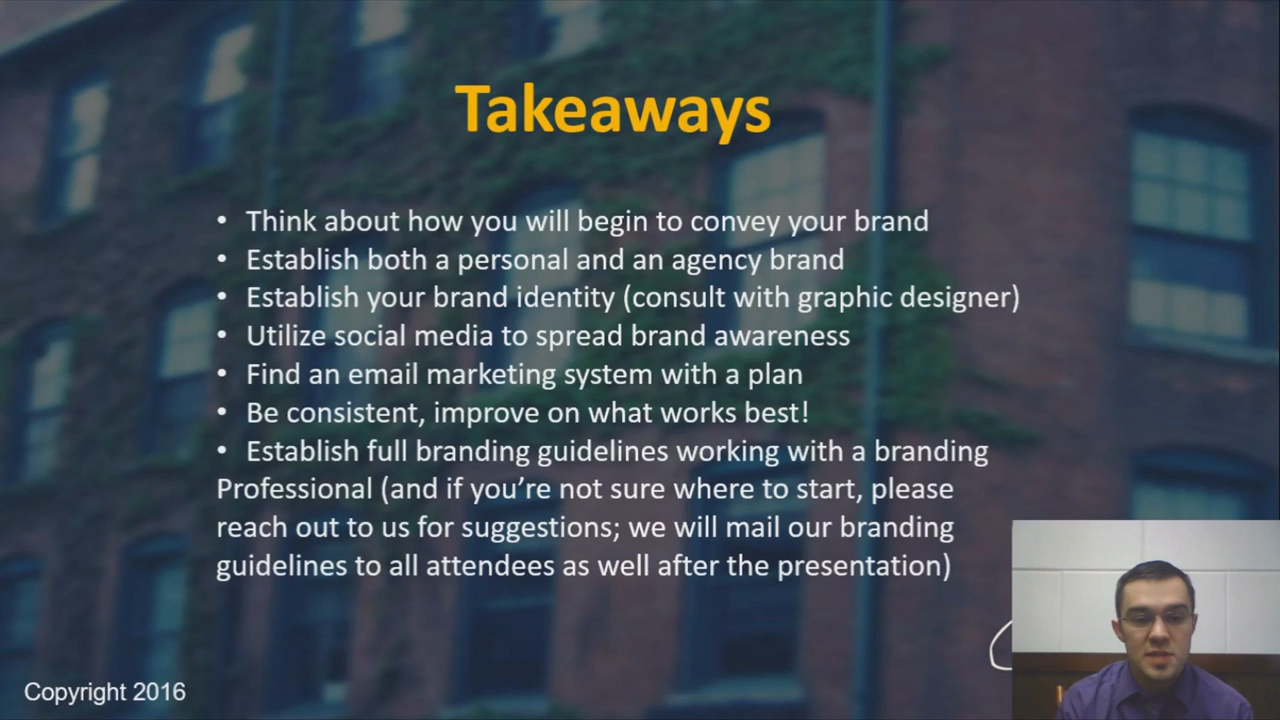 Takeaways
• Think about how you will begin to convey your brand
• Establish both a personal and an agency brand
• Establish your brand identity (consult with graphic designer)
• Utilize social media to spread brand awareness
• Find an email marketing system with a plan
• Be consistent, improve on what works best!
• Establish full branding guidelines working with a branding
Professional (and if you’re not sure where to start, please
reach out to us for suggestions; we will mail our branding
guidelines to all attendees as well after the presentation)
Copyright 2016